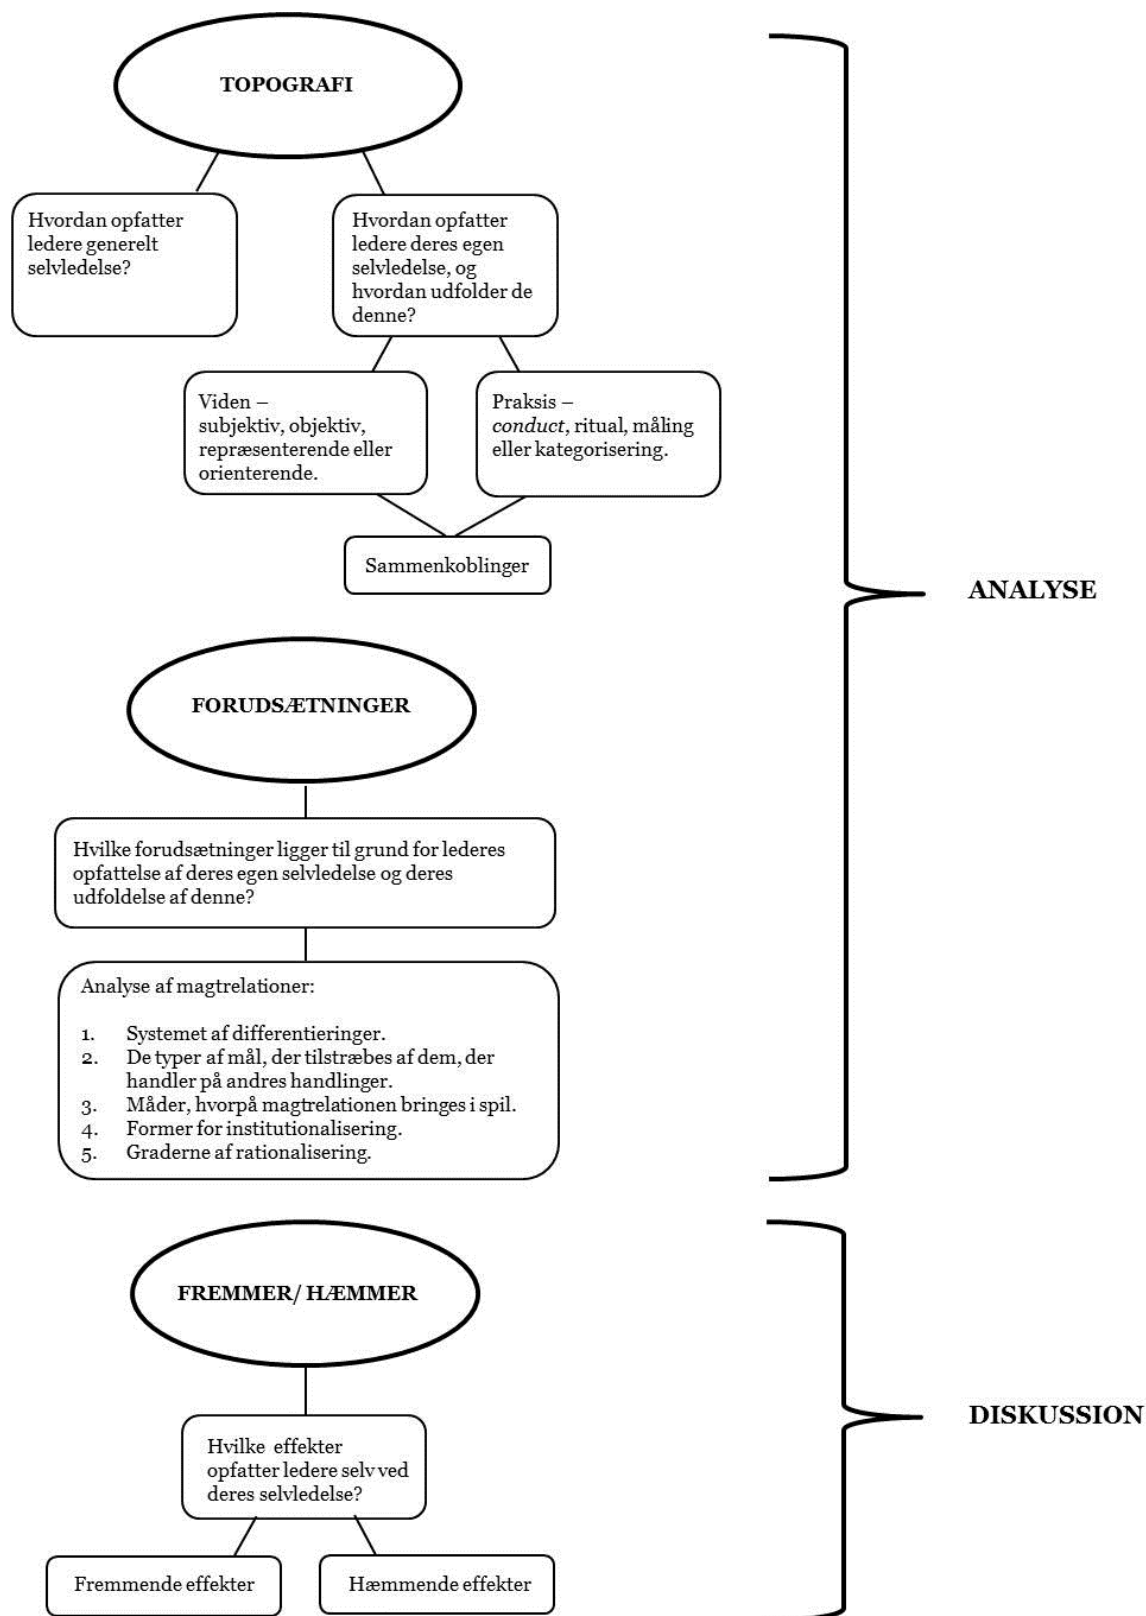 TOPOGRAFI
Hvordan opfatter
ledere generelt
selvledelse?
Hvordan opfatter
ledere deres egen
selvledelse, og
hvordan udfolder de
denne?
Viden –
subjektiv, objektiv,
repræsenterende eller
orienterende.
Praksis –
conduct, ritual, måling
eller kategorisering.
Sammenkoblinger
ANALYSE
FORUDSÆTNINGER
Hvilke forudsætninger ligger til grund for lederes
opfattelse af deres egen selvledelse og deres
udfoldelse af denne?
Analyse af magtrelationer:
1. Systemet af differentieringer.
2. De typer af mål, der tilstræbes af dem, der
handler på andres handlinger.
3. Måder, hvorpå magtrelationen bringes i spil.
4. Former for institutionalisering.
5. Graderne af rationalisering.
FREMMER/ HÆMMER
DISKUSSION
Hvilke effekter
opfatter ledere selv ved
deres selvledelse?
Fremmende effekter
Hæmmende effekter